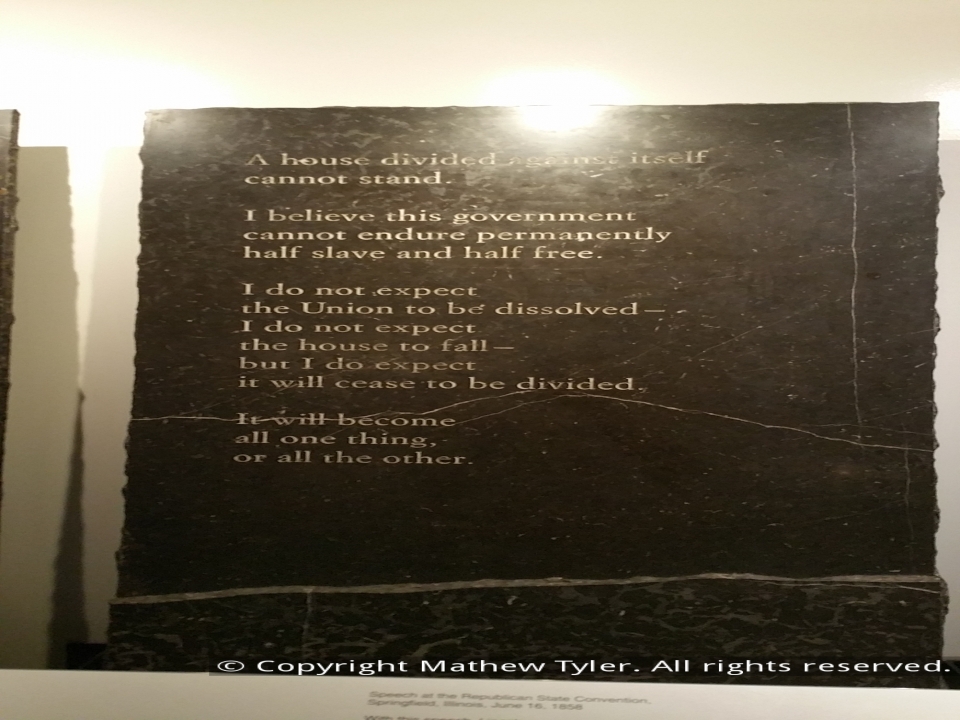 A house divided against itself
cannot stand.
I believe this government
cannot endure permanently
half slave and half free.
I do not expect
the Union to be dissolved—
I do not expect
the house to fall—
but I do expect
it will cease to be divided.
It will become
all one thing,
or all the other.
© Copyright Mathew Tyler. All rights reserved.
Speech at the Republican State Convention,
Springfield, Illinois, June 16, 1858
With this speech